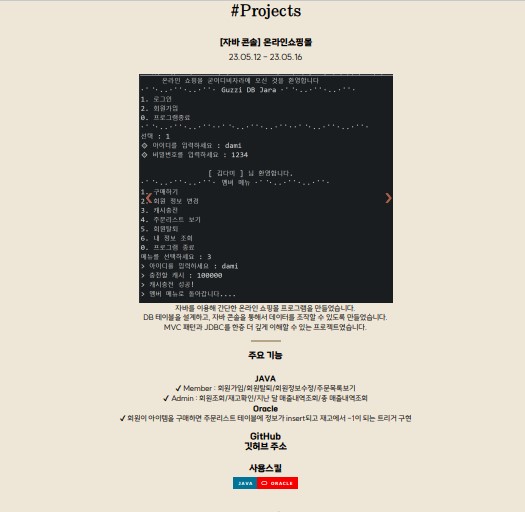 #Projects
[자바 콘솔] 온라인쇼핑몰
23.05.12 ~ 23.05.16
온라인 쇼핑몰 굳이디비자라에 오신 것을 환영합니다
Guzzi DB Jara
1. 로그인
2. 회원가입
0. 프로그램종료
선택 : 1
◇ 아이디를 입력하세요 : dami
◇ 비밀번호를 입력하세요 : 1234
[ 김다미 ] 님 환영합니다.
멤버 메뉴
1. 구매하기
2. 회원 정보 변경
3. 캐시충전
4. 주문리스트 보기
5. 회원탈퇴
6. 내 정보 조회
0. 프로그램 종료
메뉴를 선택하세요 : 3
> 아이디를 입력하세요 : dami
> 충전할 캐시 : 100000
> 캐시충전 성공!
> 멤버 메뉴로 돌아갑니다....
자바를 이용해 간단한 온라인 쇼핑몰 프로그램을 만들었습니다.
DB 테이블을 설계하고, 자바 콘솔을 통해서 데이터를 조작할 수 있도록 만들었습니다.
MVC 패턴과 JDBC를 한층 더 깊게 이해할 수 있는 프로젝트였습니다.
주요 기능
JAVA
✔ Member : 회원가입/회원탈퇴/회원정보수정/주문목록보기
✔ Admin : 회원조회/재고확인/지난 달 매출내역조회/총 매출내역조회
Oracle
✔ 회원이 아이템을 구매하면 주문리스트 테이블에 정보가 insert되고 재고에서 -1이 되는 트리거 구현
GitHub
깃허브 주소
사용스킬
JAVA ORACLE